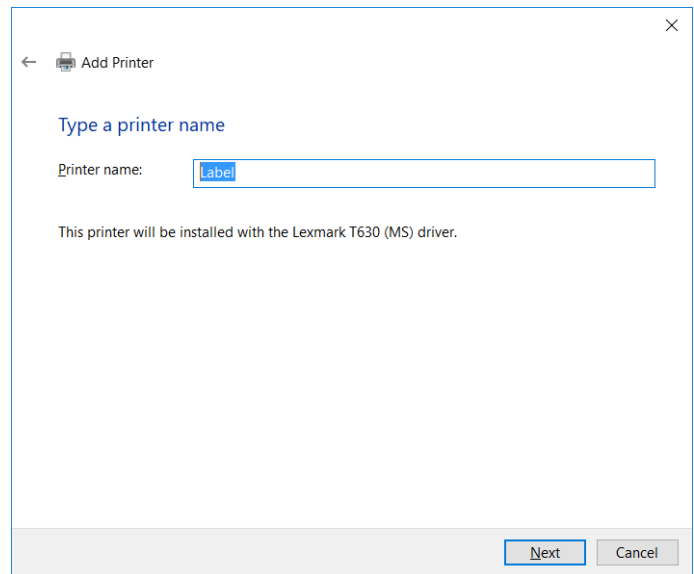 Add Printer
Type a printer name
Printer name: Label
This printer will be installed with the Lexmark T630 (MS) driver.
Next Cancel